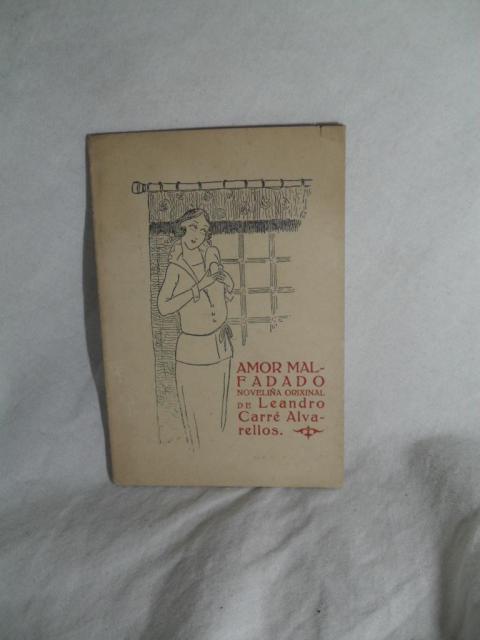 AMOR MAL-
FADADO
NOVELIÑA ORIXINAL
DE Leandro
Carré Alva-
rellos.